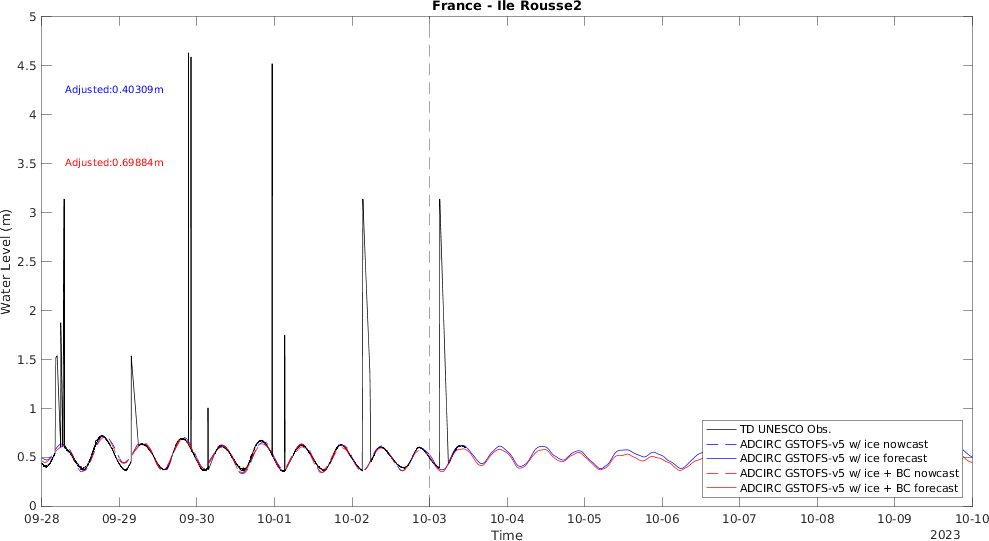 France - Ile Rousse2
5
4.5
4
3.5
3
2.5
2
1.5
1
0.5
0
Water Level (m)
Adjusted:0.40309m
Adjusted:0.69884m
TD UNESCO Obs.
ADCIRC GSTOFS-v5 w/ ice nowcast
ADCIRC GSTOFS-v5 w/ ice forecast
ADCIRC GSTOFS-v5 w/ ice + BC nowcast
ADCIRC GSTOFS-v5 w/ ice + BC forecast
09-28 09-29 09-30 10-01 10-02 10-03 10-04 10-05 10-06 10-07 10-08 10-09 10-10
Time
2023